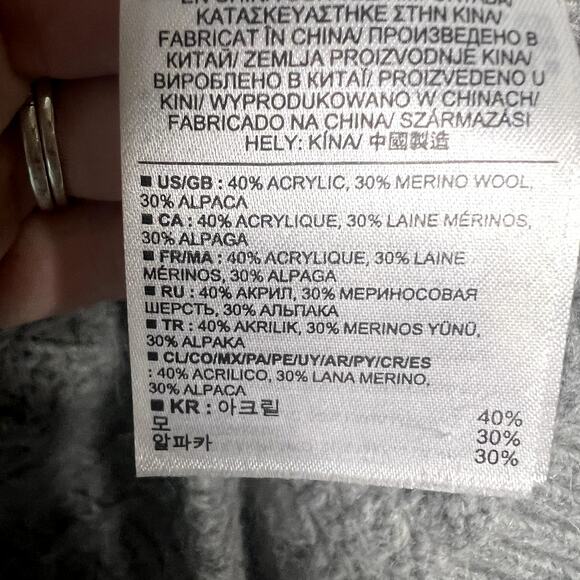 ΚΑΤΑΣΚΕΥΑΣΤΗΚΕ ΣΤΗΝ ΚΙΝΑ/
FABRICAT ÎN CHINA/ ПРОИЗВЕДЕНО В
КИТАЙ/ ZEMLJA PROIZVODNJE KINA/
ВИРОБЛЕНО В КИТАЇ/ PROIZVEDENO U
KINI/ WYPRODUKOWANO W CHINACH/
FABRICADO NA CHINA/ SZÁRMAZÁSI
HELY: KÍNA/ 中國製造
■ US/GB : 40% ACRYLIC, 30% MERINO WOOL,
30% ALPACA
■ CA : 40% ACRYLIQUE, 30% LAINE MÉRINOS,
30% ALPAGA
■ FR/MA : 40% ACRYLIQUE, 30% LAINE
MÉRINOS, 30% ALPAGA
■ RU : 40% АКРИЛ, 30% МЕРИНОСОВАЯ
ШЕРСТЬ, 30% АЛЬПАКА
■ TR : 40% AKRILIK, 30% MERINOS YÜNÜ,
30% ALPAKA
■ CL/CO/MX/PA/PE/UY/AR/PY/CR/ES
: 40% ACRILICO, 30% LANA MERINO,
30% ALPACA
■ KR : 아크릴 40%
모 30%
알파카 30%